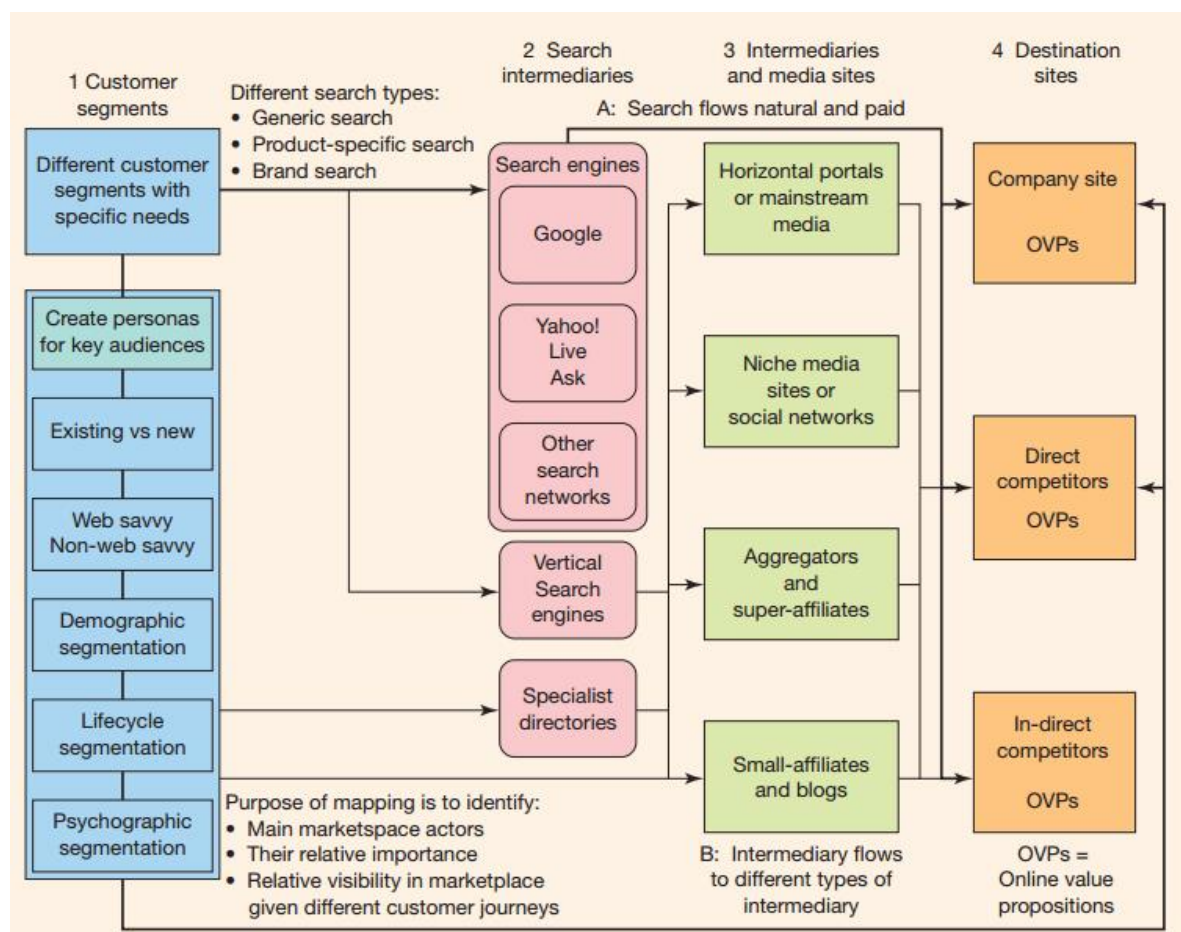 1 Customer
segments
Different customer
segments with
specific needs
Create personas
for key audiences
Existing vs new
Web savvy
Non-web savvy
Demographic
segmentation
Lifecycle
segmentation
Psychographic
segmentation
Different search types:
• Generic search
• Product-specific search
• Brand search
Purpose of mapping is to identify:
• Main marketspace actors
• Their relative importance
• Relative visibility in marketplace
given different customer journeys
2 Search
intermediaries
Search engines
Google
Yahoo!
Live
Ask
Other
search
networks
Vertical
Search
engines
Specialist
directories
3 Intermediaries
and media sites
A: Search flows natural and paid
Horizontal portals
or mainstream
media
Niche media
sites or
social networks
Aggregators
and
super-affiliates
Small-affiliates
and blogs
B: Intermediary flows
to different types of
intermediary
4 Destination
sites
Company site
OVPs
Direct
competitors
OVPs
In-direct
competitors
OVPs
OVPs =
Online value
propositions